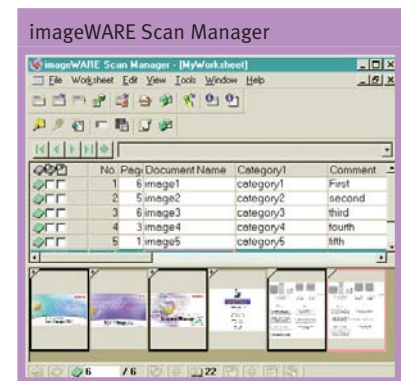 imageWARE Scan Manager
imageWARE Scan Manager - [MyWorksheet]
File Worksheet Edit View Tools Window Help
No. Page Document Name Category1 Comment
1 6 image1 category1 First
2 5 image2 category2 second
3 6 image3 category3 third
4 3 image4 category4 fourth
5 1 image5 category5 fifth
6 / 6 22